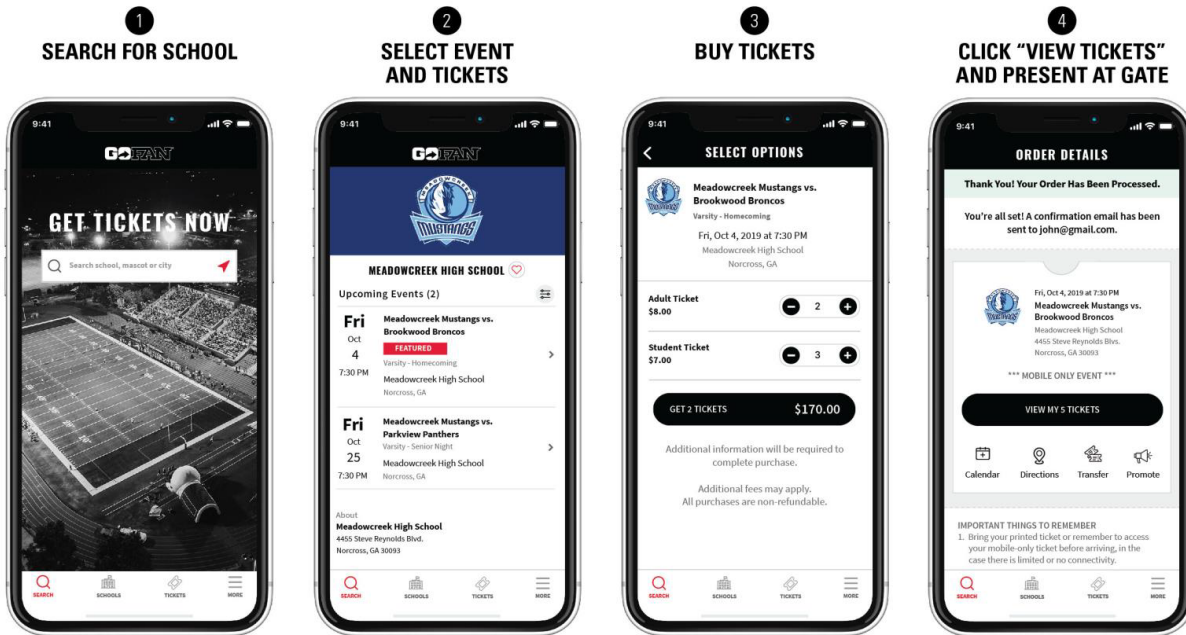 1
SEARCH FOR SCHOOL
9:41
GOFAN
GET TICKETS NOW
Search school, mascot or city
SEARCH
SCHOOLS
TICKETS
MORE
2
SELECT EVENT
AND TICKETS
9:41
GOFAN
MEADOWCREEK
MUSTANGS
MEADOWCREEK HIGH SCHOOL
Upcoming Events (2)
Fri
Oct
4
7:30 PM
Meadowcreek Mustangs vs.
Brookwood Broncos
FEATURED
Varsity - Homecoming
Meadowcreek High School
Norcross, GA
Fri
Oct
25
7:30 PM
Meadowcreek Mustangs vs.
Parkview Panthers
Varsity - Senior Night
Meadowcreek High School
Norcross, GA
About
Meadowcreek High School
4455 Steve Reynolds Blvd.
Norcross, GA 30093
SEARCH
SCHOOLS
TICKETS
MORE
3
BUY TICKETS
9:41
SELECT OPTIONS
MUSTANGS
Meadowcreek Mustangs vs.
Brookwood Broncos
Varsity - Homecoming
Fri, Oct 4, 2019 at 7:30 PM
Meadowcreek High School
Norcross, GA
Adult Ticket
$8.00
2
Student Ticket
$7.00
3
GET 2 TICKETS $170.00
Additional information will be required to
complete purchase.
Additional fees may apply.
All purchases are non-refundable.
SEARCH
SCHOOLS
TICKETS
MORE
4
CLICK “VIEW TICKETS”
AND PRESENT AT GATE
9:41
ORDER DETAILS
Thank You! Your Order Has Been Processed.
You’re all set! A confirmation email has been
sent to john@gmail.com.
MUSTANGS
Fri, Oct 4, 2019 at 7:30 PM
Meadowcreek Mustangs vs.
Brookwood Broncos
Meadowcreek High School
4455 Steve Reynolds Blvs.
Norcross, GA 30093
*** MOBILE ONLY EVENT ***
VIEW MY 5 TICKETS
Calendar
Directions
Transfer
Promote
IMPORTANT THINGS TO REMEMBER
1. Bring your printed ticket or remember to access
your mobile-only ticket before arriving, in the
case there is limited or no connectivity.
SEARCH
SCHOOLS
TICKETS
MORE